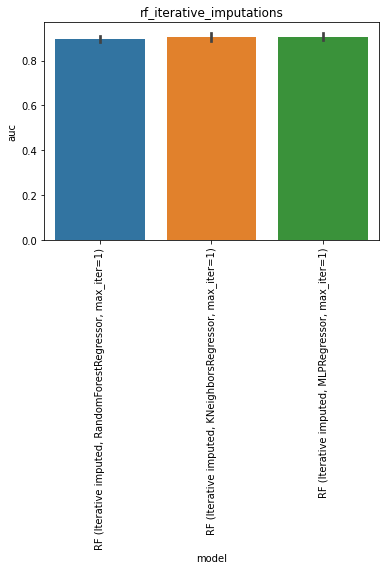 rf_iterative_imputations
auc
0.8
0.6
0.4
0.2
0.0
RF (Iterative imputed, RandomForestRegressor, max_iter=1)
RF (Iterative imputed, KNeighborsRegressor, max_iter=1)
RF (Iterative imputed, MLPRegressor, max_iter=1)
model